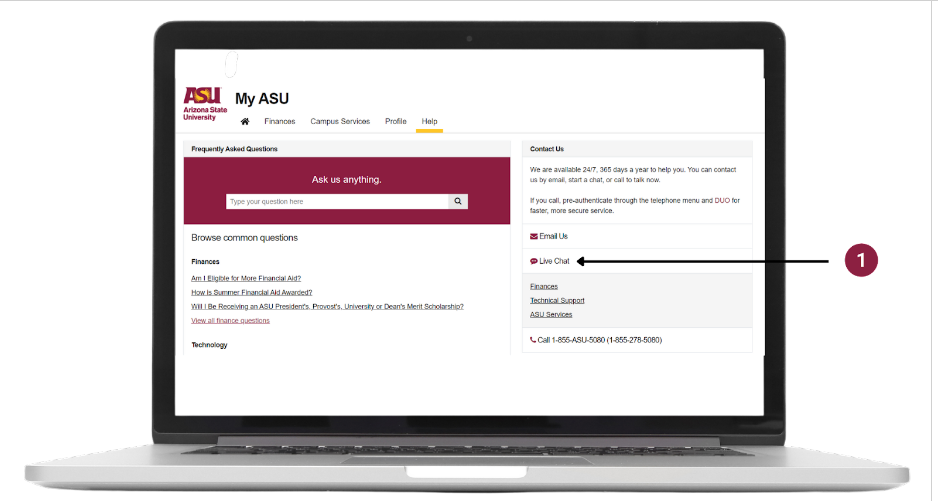 ASU
Arizona State
University
My ASU
Finances Campus Services Profile Help
Frequently Asked Questions
Ask us anything.
Type your question here
Browse common questions
Finances
Am I Eligible for More Financial Aid?
How is Summer Financial Aid Awarded?
Will I Be Receiving an ASU President's, Provost's, University or Dean's Merit Scholarship?
View all finance questions
Technology
Contact Us
We are available 24/7, 365 days a year to help you. You can contact
us by email, start a chat, or call to talk now.
If you call, pre-authenticate through the telephone menu and DUO for
faster, more secure service.
Email Us
Live Chat
1
Finances
Technical Support
ASU Services
Call 1-855-ASU-5080 (1-855-278-5080)